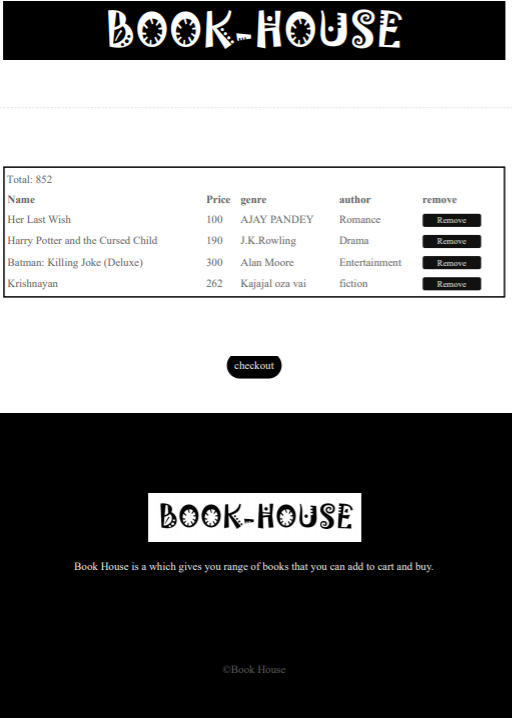 BOOK-HOUSE
Total: 852
Name Price genre author remove
Her Last Wish 100 AJAY PANDEY Romance Remove
Harry Potter and the Cursed Child 190 J.K.Rowling Drama Remove
Batman: Killing Joke (Deluxe) 300 Alan Moore Entertainment Remove
Krishnayan 262 Kajajal oza vai fiction Remove
checkout
BOOK-HOUSE
Book House is a which gives you range of books that you can add to cart and buy.
©Book House